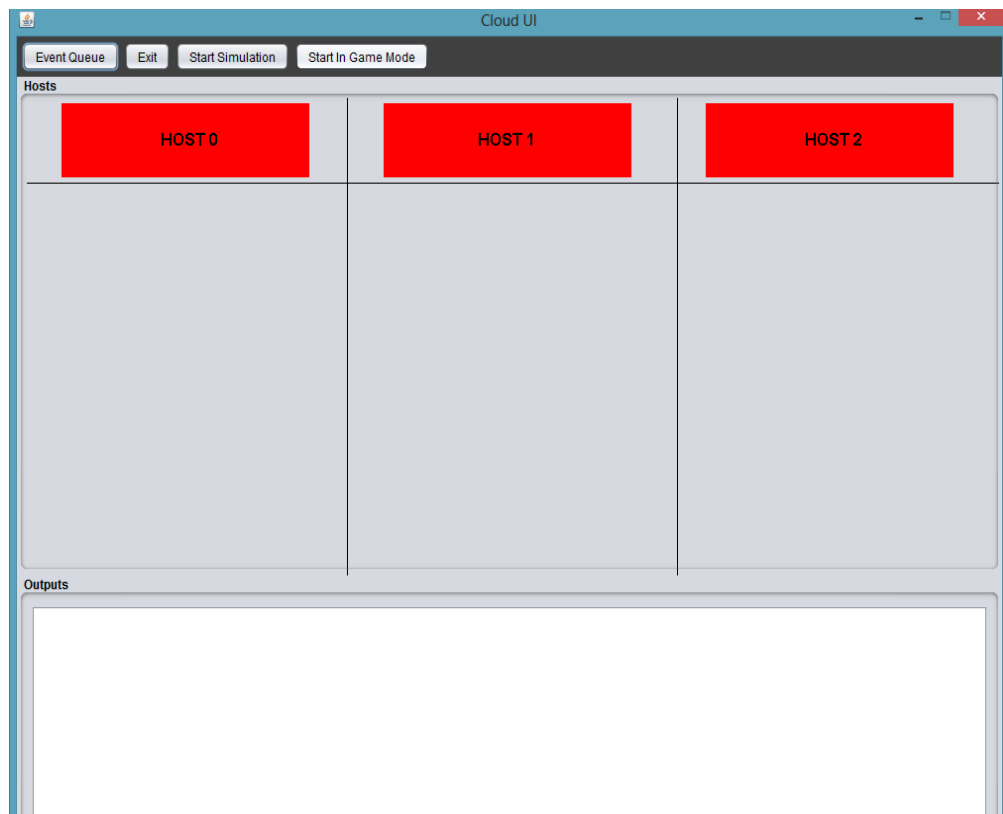 Cloud UI
Event Queue Exit Start Simulation Start In Game Mode
Hosts
HOST 0 HOST 1 HOST 2
Outputs